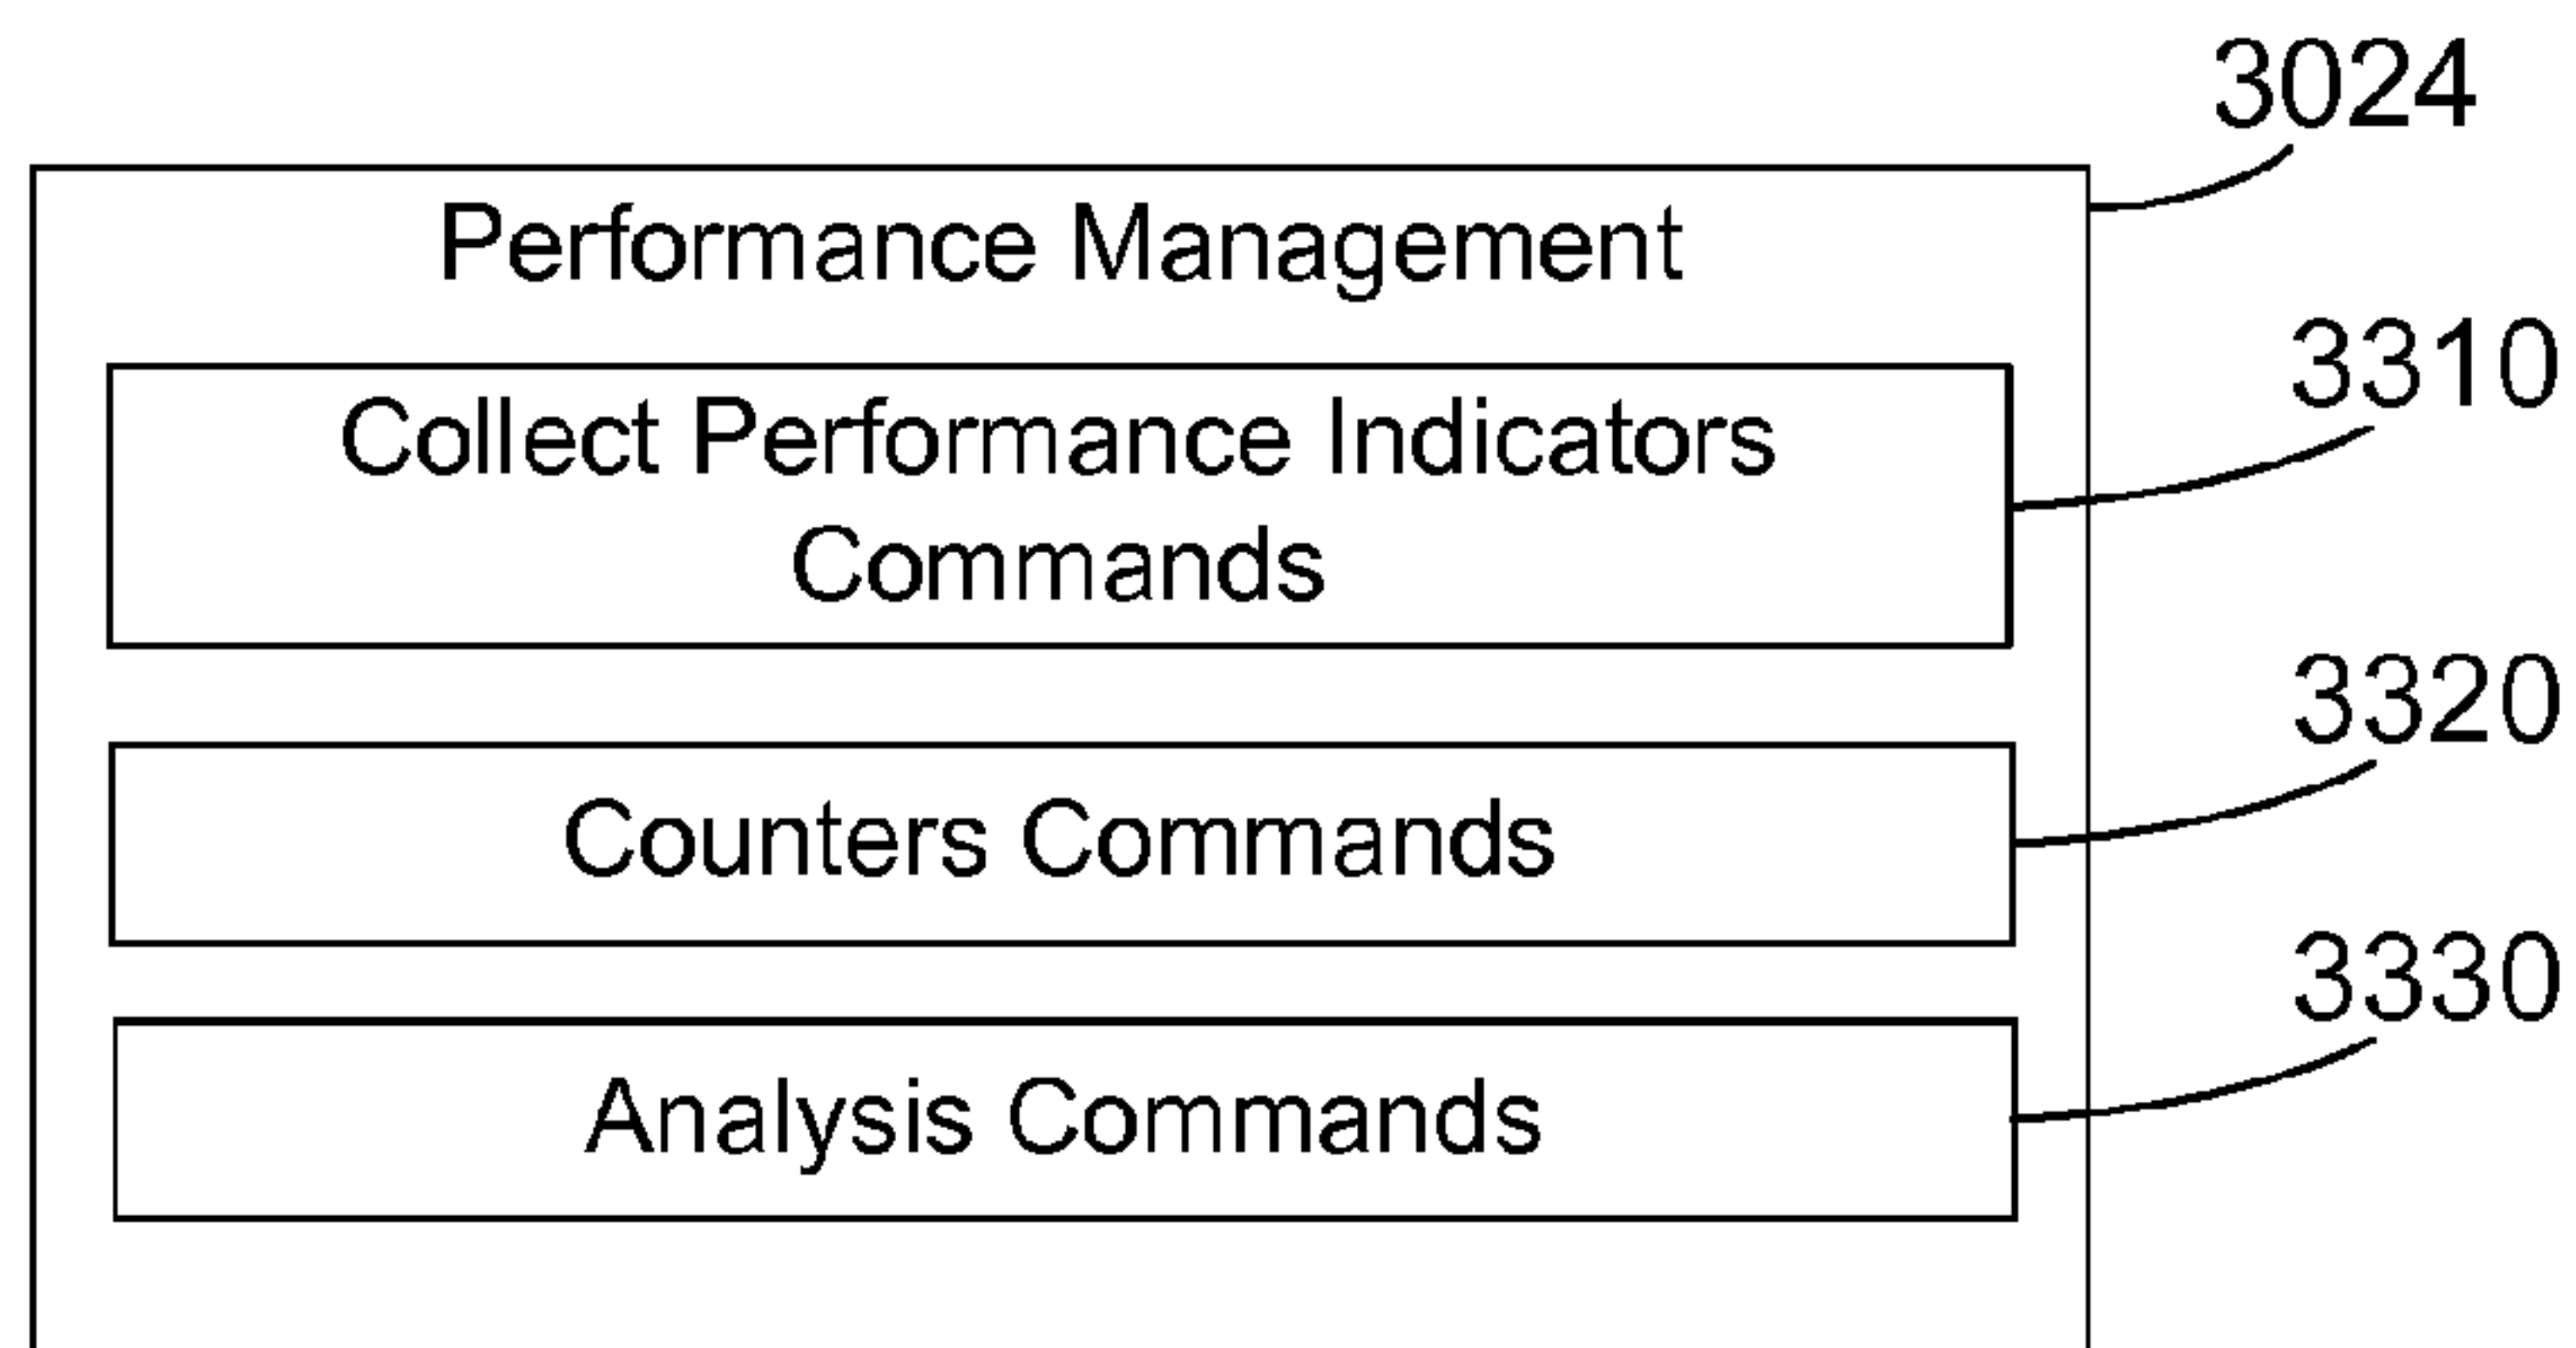 3024
Performance Management
3310
Collect Performance Indicators
Commands
3320
Counters Commands
3330
Analysis Commands